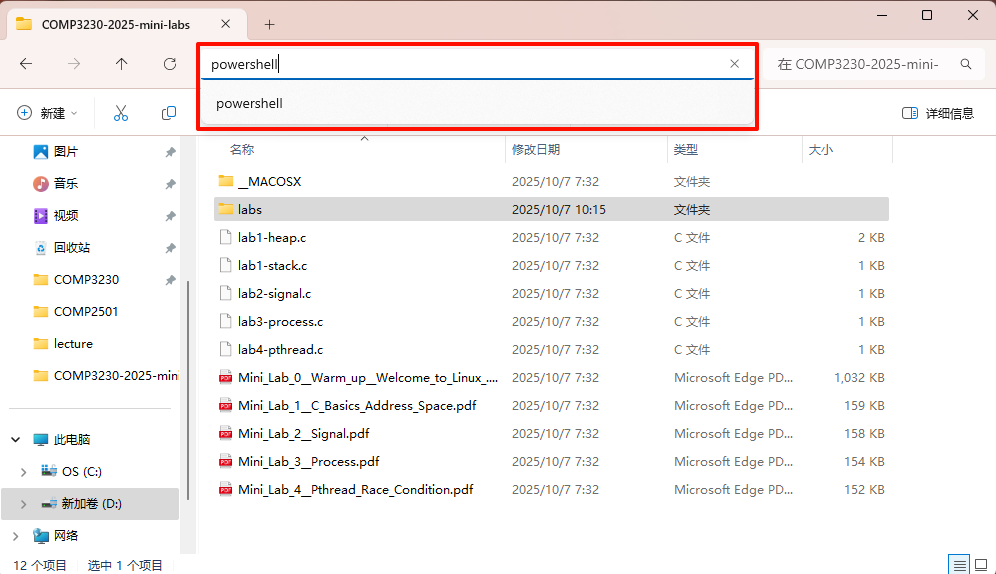 COMP3230-2025-mini-labs
powershell
在 COMP3230-2025-mini-
powershell
新建
详细信息
图片
音乐
视频
回收站
COMP3230
COMP2501
lecture
COMP3230-2025-min
此电脑
OS (C:)
新加卷 (D:)
网络
名称 修改日期 类型 大小
__MACOSX 2025/10/7 7:32 文件夹
labs 2025/10/7 10:15 文件夹
lab1-heap.c 2025/10/7 7:32 C 文件 2 KB
lab1-stack.c 2025/10/7 7:32 C 文件 1 KB
lab2-signal.c 2025/10/7 7:32 C 文件 1 KB
lab3-process.c 2025/10/7 7:32 C 文件 1 KB
lab4-pthread.c 2025/10/7 7:32 C 文件 1 KB
Mini_Lab_0__Warm_up__Welcome_to_Linux_.... 2025/10/7 7:32 Microsoft Edge PD... 1,032 KB
Mini_Lab_1__C_Basics_Address_Space.pdf 2025/10/7 7:32 Microsoft Edge PD... 159 KB
Mini_Lab_2__Signal.pdf 2025/10/7 7:32 Microsoft Edge PD... 158 KB
Mini_Lab_3__Process.pdf 2025/10/7 7:32 Microsoft Edge PD... 154 KB
Mini_Lab_4__Pthread_Race_Condition.pdf 2025/10/7 7:32 Microsoft Edge PD... 152 KB
12 个项目 选中 1 个项目